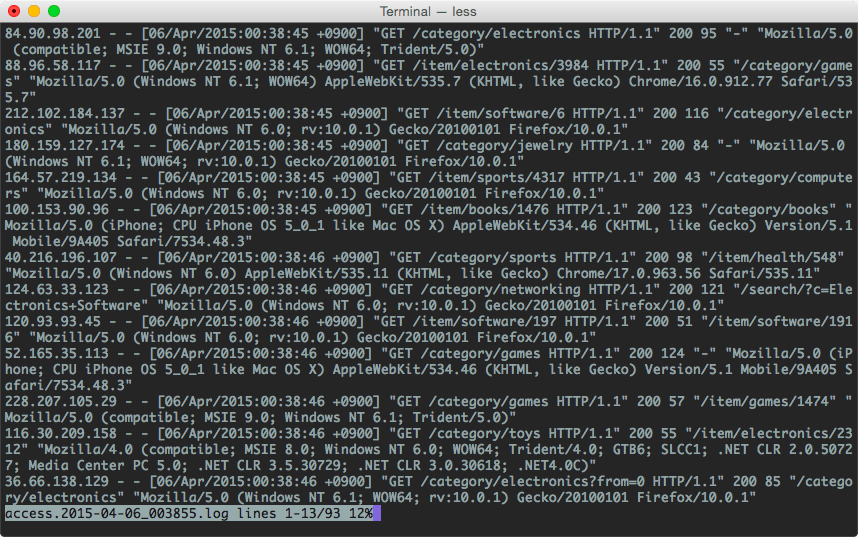 Terminal — less
84.90.98.201 - - [06/Apr/2015:00:38:45 +0900] "GET /category/electronics HTTP/1.1" 200 95 "-" "Mozilla/5.0
 (compatible; MSIE 9.0; Windows NT 6.1; WOW64; Trident/5.0)"
88.96.58.117 - - [06/Apr/2015:00:38:45 +0900] "GET /item/electronics/3984 HTTP/1.1" 200 55 "/category/game
s" "Mozilla/5.0 (Windows NT 6.1; WOW64) AppleWebKit/535.7 (KHTML, like Gecko) Chrome/16.0.912.77 Safari/53
5.7"
212.102.184.137 - - [06/Apr/2015:00:38:45 +0900] "GET /item/software/6 HTTP/1.1" 200 116 "/category/electr
onics" "Mozilla/5.0 (Windows NT 6.0; rv:10.0.1) Gecko/20100101 Firefox/10.0.1"
180.159.127.174 - - [06/Apr/2015:00:38:45 +0900] "GET /category/jewelry HTTP/1.1" 200 84 "-" "Mozilla/5.0
(Windows NT 6.1; WOW64; rv:10.0.1) Gecko/20100101 Firefox/10.0.1"
164.57.219.134 - - [06/Apr/2015:00:38:45 +0900] "GET /item/sports/4317 HTTP/1.1" 200 43 "/category/compute
rs" "Mozilla/5.0 (Windows NT 6.0; rv:10.0.1) Gecko/20100101 Firefox/10.0.1"
100.153.90.96 - - [06/Apr/2015:00:38:45 +0900] "GET /item/books/1476 HTTP/1.1" 200 123 "/category/books" "
Mozilla/5.0 (iPhone; CPU iPhone OS 5_0_1 like Mac OS X) AppleWebKit/534.46 (KHTML, like Gecko) Version/5.1
 Mobile/9A405 Safari/7534.48.3"
40.216.196.107 - - [06/Apr/2015:00:38:45 +0900] "GET /category/sports HTTP/1.1" 200 98 "/item/health/548"
"Mozilla/5.0 (Windows NT 6.0) AppleWebKit/535.11 (KHTML, like Gecko) Chrome/17.0.963.56 Safari/535.11"
124.63.33.123 - - [06/Apr/2015:00:38:46 +0900] "GET /category/networking HTTP/1.1" 200 121 "/search/?c=Ele
ctronics+Software" "Mozilla/5.0 (Windows NT 6.0; rv:10.0.1) Gecko/20100101 Firefox/10.0.1"
120.93.93.45 - - [06/Apr/2015:00:38:46 +0900] "GET /item/software/197 HTTP/1.1" 200 51 "/item/software/191
6" "Mozilla/5.0 (Windows NT 6.0; rv:10.0.1) Gecko/20100101 Firefox/10.0.1"
52.165.35.113 - - [06/Apr/2015:00:38:46 +0900] "GET /category/games HTTP/1.1" 200 124 "-" "Mozilla/5.0 (iP
hone; CPU iPhone OS 5_0_1 like Mac OS X) AppleWebKit/534.46 (KHTML, like Gecko) Version/5.1 Mobile/9A405 S
afari/7534.48.3"
228.207.105.29 - - [06/Apr/2015:00:38:46 +0900] "GET /category/games HTTP/1.1" 200 57 "/item/games/1474" "
Mozilla/5.0 (compatible; MSIE 9.0; Windows NT 6.1; Trident/5.0)"
116.30.209.158 - - [06/Apr/2015:00:38:46 +0900] "GET /category/toys HTTP/1.1" 200 55 "/item/electronics/23
12" "Mozilla/4.0 (compatible; MSIE 8.0; Windows NT 6.0; WOW64; Trident/4.0; GTB6; SLCC1; .NET CLR 2.0.5072
7; Media Center PC 5.0; .NET CLR 3.5.30729; .NET CLR 3.0.30618; .NET4.0C)"
36.66.138.129 - - [06/Apr/2015:00:38:46 +0900] "GET /category/electronics?from=0 HTTP/1.1" 200 85 "/catego
ry/electronics" "Mozilla/5.0 (Windows NT 6.1; WOW64; rv:10.0.1) Gecko/20100101 Firefox/10.0.1"
access.2015-04-06_003855.log lines 1-13/93 12%